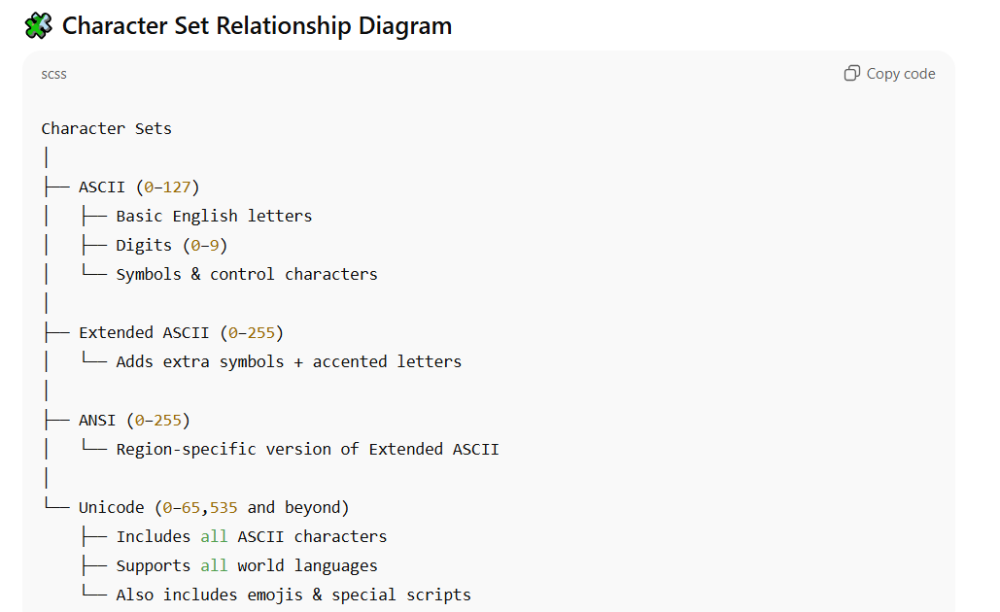 🧩 Character Set Relationship Diagram
scss
Copy code
Character Sets
│
├── ASCII (0–127)
│   ├── Basic English letters
│   ├── Digits (0–9)
│   └── Symbols & control characters
│
├── Extended ASCII (0–255)
│   └── Adds extra symbols + accented letters
│
├── ANSI (0–255)
│   └── Region-specific version of Extended ASCII
│
└── Unicode (0–65,535 and beyond)
    ├── Includes all ASCII characters
    ├── Supports all world languages
    └── Also includes emojis & special scripts